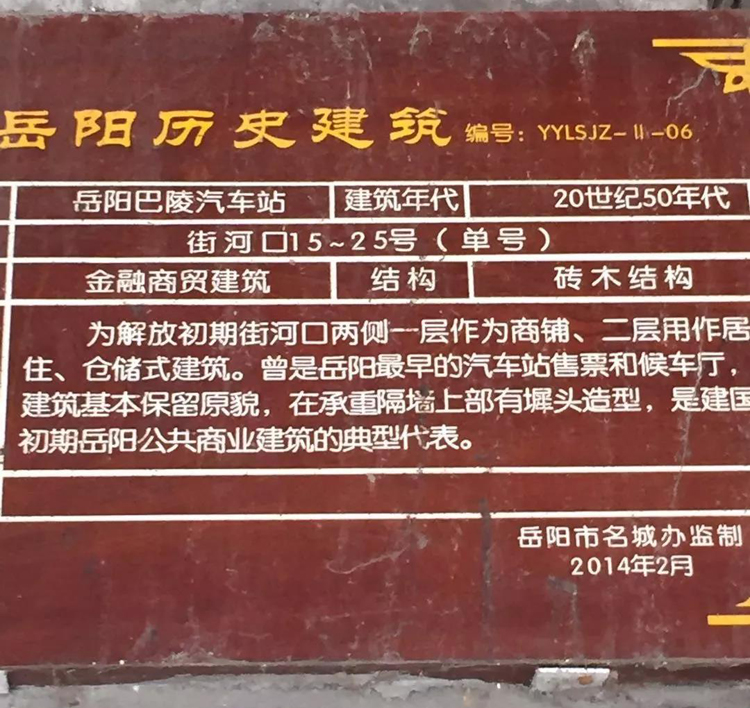 岳阳历史建筑 编号：YYLSJZ-II-06
岳阳巴陵汽车站 建筑年代 20世纪50年代
街河口15~25号（单号）
金融商贸建筑 结构 砖木结构
为解放初期街河口两侧一层作为商铺、二层用作居
住、仓储式建筑。曾是岳阳最早的汽车站售票和候车厅，
建筑基本保留原貌，在承重隔墙上部有墀头造型，是建国
初期岳阳公共商业建筑的典型代表。
岳阳市名城办监制
2014年2月